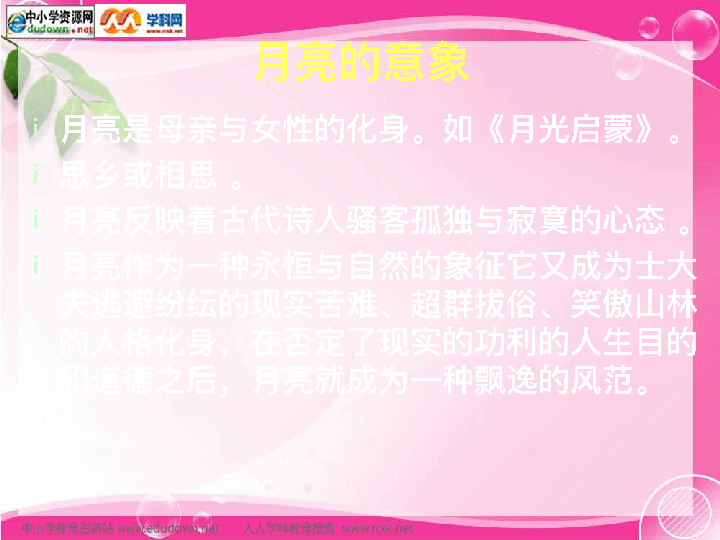 中小学资源网
dudown.net
学科网
www.nxk.net
月亮的意象
i 月亮是母亲与女性的化身。如《月光启蒙》。
i 思乡或相思 。
i 月亮反映着古代诗人骚客孤独与寂寞的心态 。
i 月亮作为一种永恒与自然的象征它又成为士大
夫逃避纷纭的现实苦难、超群拔俗、笑傲山林
的人格化身，在否定了现实的功利的人生目的
和道德之后，月亮就成为一种飘逸的风范。
中小学教育资源站 www.edudown.net 人人学科教育搜索 www.rrxk.net